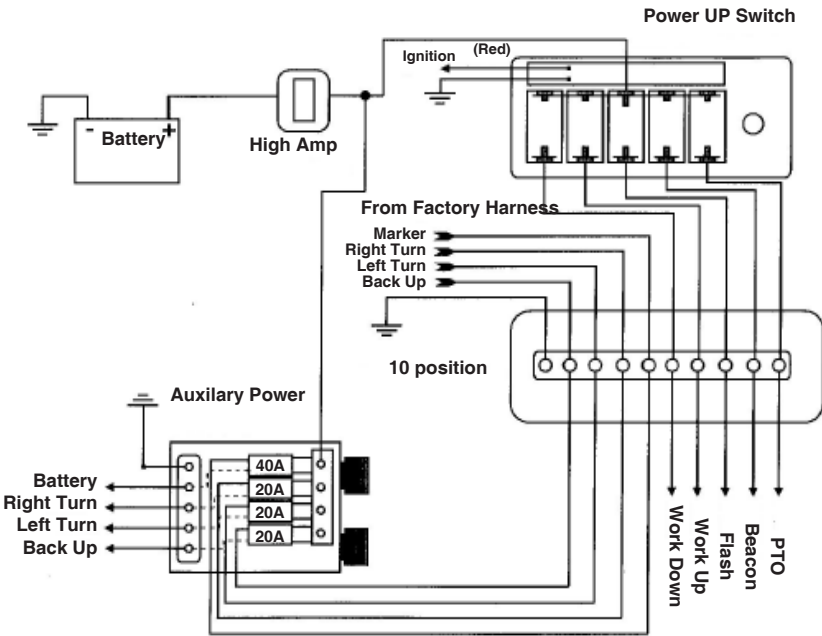 Power UP Switch
Ignition
(Red)
- Battery +
High Amp
From Factory Harness
Marker
Right Turn
Left Turn
Back Up
10 position
Auxilary Power
40A
20A
20A
20A
Battery
Right Turn
Left Turn
Back Up
Work Down
Work Up
Flash
Beacon
PTO